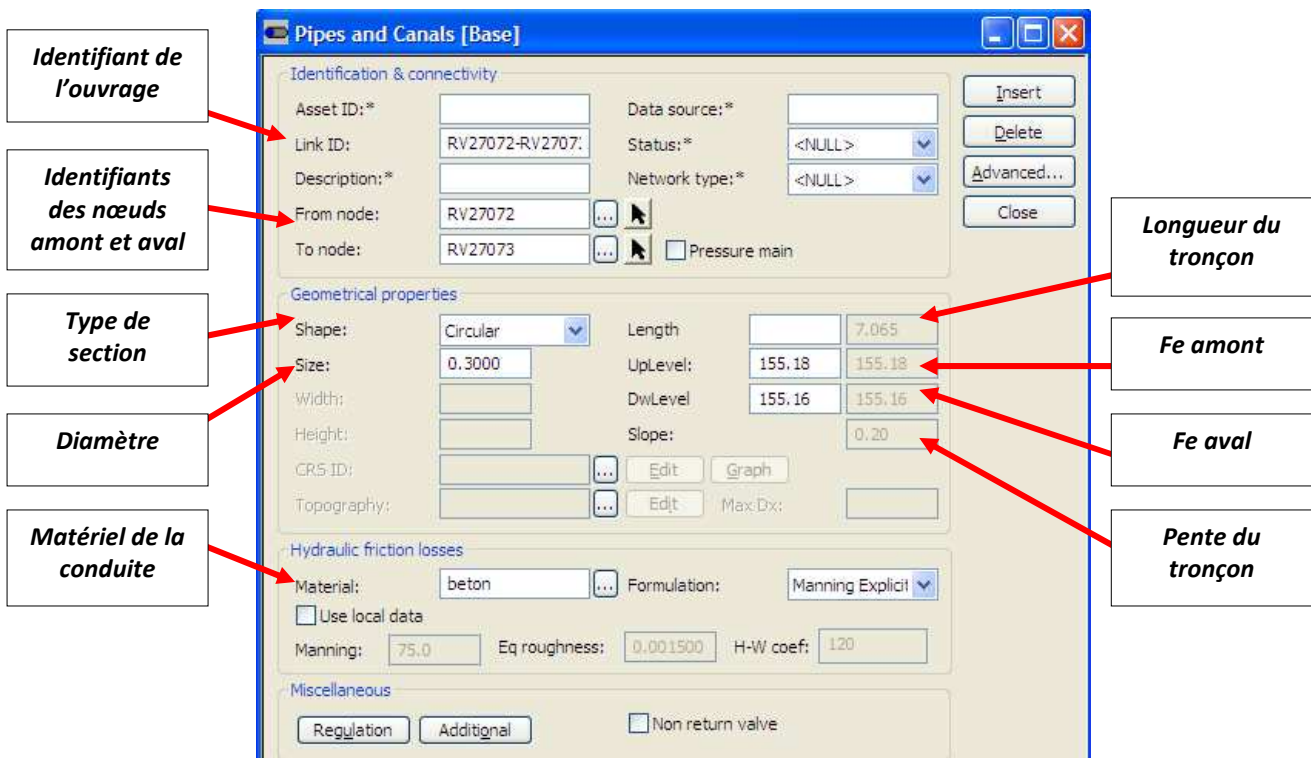 Identifiant de
l’ouvrage
Identifiants
des nœuds
amont et aval
Type de
section
Diamètre
Matériel de la
conduite
Pipes and Canals [Base]
Identification & connectivity
Asset ID:* Data source:*
Link ID: RV27072-RV2707 Status:* <NULL>
Description:* Network type:* <NULL>
From node: RV27072 ...
To node: RV27073 ... Pressure main
Geometrical properties
Shape: Circular Length 7.065
Size: 0.3000 UpLevel: 155.18 155.18
Width: DwLevel 155.16 155.16
Height: Slope: 0.20
CRS ID: ... Edit Graph
Topography: ... Edit Max Dx:
Hydraulic friction losses
Material: beton ... Formulation: Manning Explicit
Use local data
Manning: 75.0 Eq roughness: 0.001500 H-W coef: 120
Miscellaneous
Regulation Additional Non return valve
Insert
Delete
Advanced...
Close
Longueur du
tronçon
Fe amont
Fe aval
Pente du
tronçon